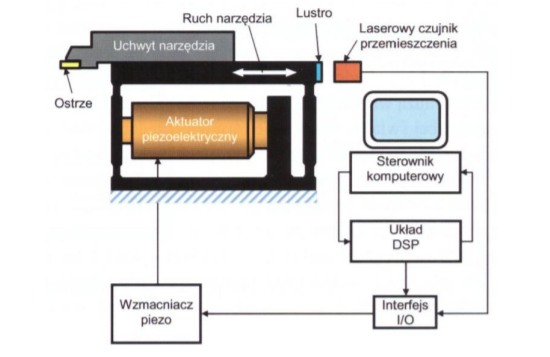 Ruch narzędzia
Lustro
Laserowy czujnik
przemieszczenia
Uchwyt narzędzia
Ostrze
Aktuator
piezoelektryczny
Sterownik
komputerowy
Układ
DSP
Wzmacniacz
piezo
Interfejs
I/O